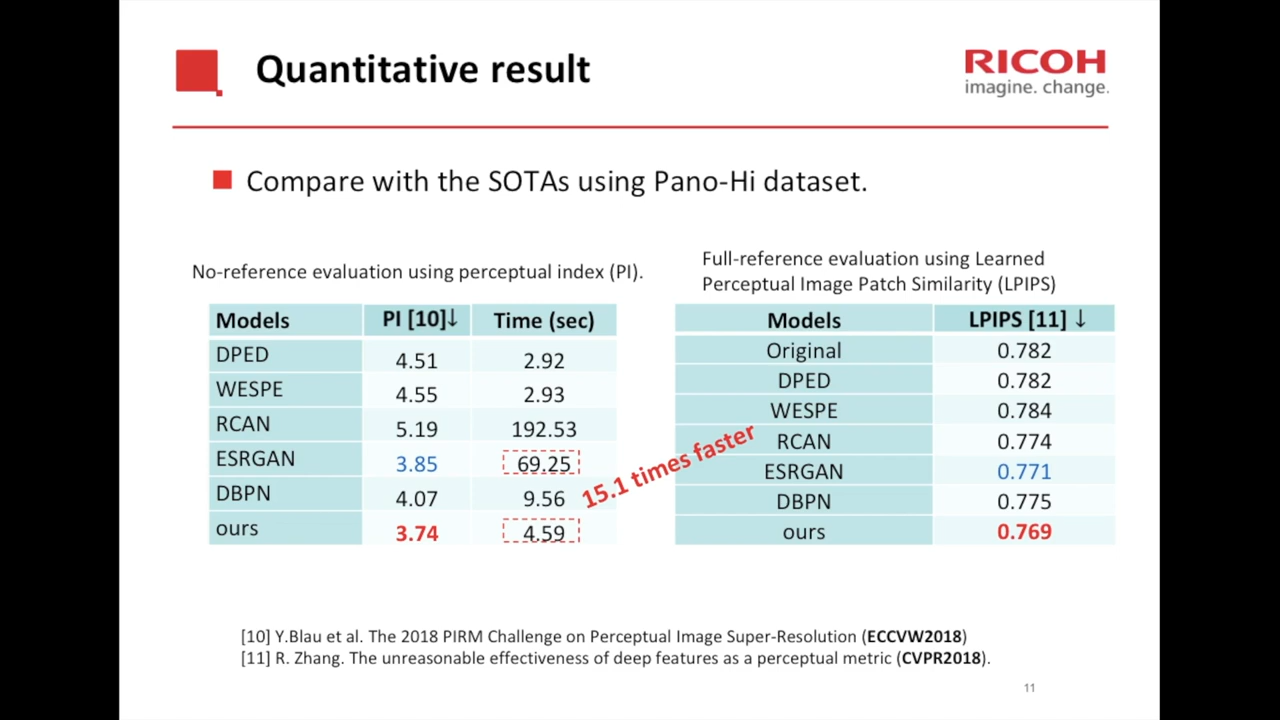 Quantitative result
RICOH
imagine. change.
Compare with the SOTAs using Pano-Hi dataset.
No-reference evaluation using perceptual index (PI).
Models PI [10]↓ Time (sec)
DPED 4.51 2.92
WESPE 4.55 2.93
RCAN 5.19 192.53
ESRGAN 3.85 69.25
DBPN 4.07 9.56
ours 3.74 4.59
15.1 times faster
Full-reference evaluation using Learned
Perceptual Image Patch Similarity (LPIPS)
Models LPIPS [11] ↓
Original 0.782
DPED 0.782
WESPE 0.784
RCAN 0.774
ESRGAN 0.771
DBPN 0.775
ours 0.769
[10] Y.Blau et al. The 2018 PIRM Challenge on Perceptual Image Super-Resolution (ECCVW2018)
[11] R. Zhang. The unreasonable effectiveness of deep features as a perceptual metric (CVPR2018).
11